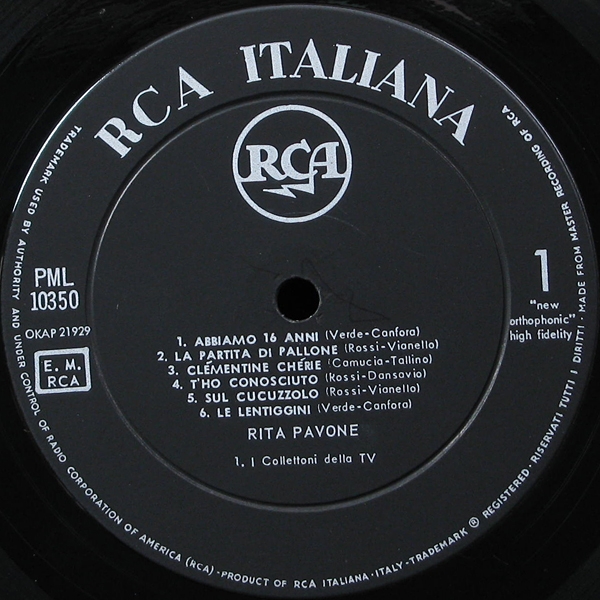 RCA ITALIANA
RCA
PML
10350
OKAP 21929
E. M.
RCA
1
"new
orthophonic"
high fidelity
1. ABBIAMO 16 ANNI (Verde-Canfora)
2. LA PARTITA DI PALLONE (Rossi-Vianello)
3. CLÉMENTINE CHÉRIE (Camucia-Tallino)
4. T'HO CONOSCIUTO (Rossi-Dansavio)
5. SUL CUCUZZOLO (Rossi-Vianello)
6. LE LENTIGGINI (Verde-Canfora)
RITA PAVONE
1. I Collettoni della TV
TRADEMARK USED BY AUTHORITY AND UNDER CONTROL OF RADIO CORPORATION OF AMERICA (RCA) - PRODUCT OF RCA ITALIANA - ITALY - TRADEMARK ® REGISTERED - RISERVATI TUTTI I DIRITTI - MADE FROM MASTER RECORDING OF RCA